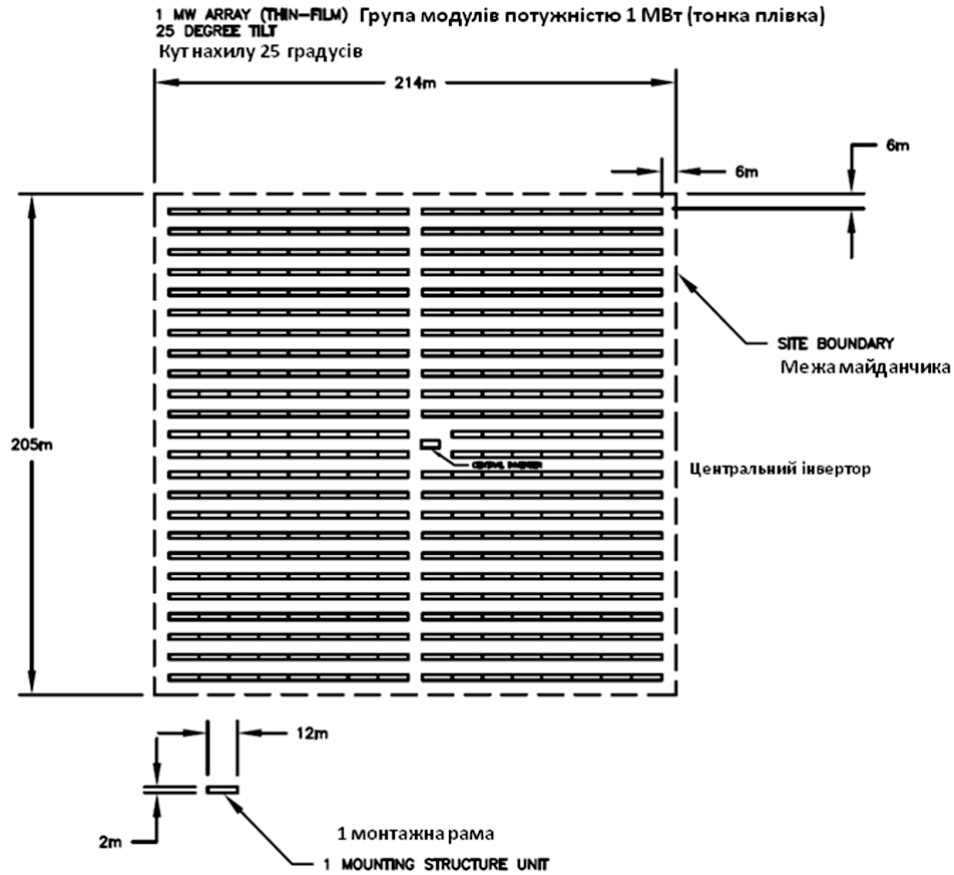 1 MW ARRAY (THIN-FILM) Група модулів потужністю 1 МВт (тонка плівка)
25 DEGREE TILT
Кут нахилу 25 градусів
214m
6m
6m
SITE BOUNDARY
Межа майданчика
205m
CENTRAL INVERTER
Центральний інвертор
12m
2m
1 монтажна рама
1 MOUNTING STRUCTURE UNIT